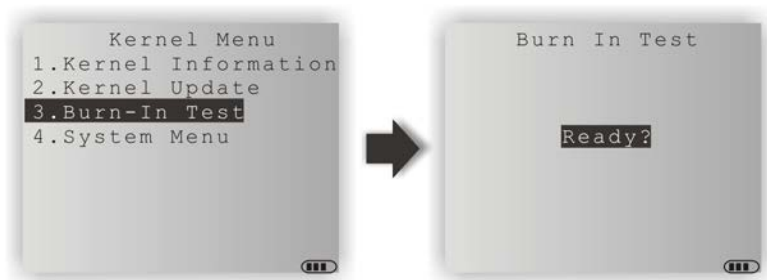 Kernel Menu
1.Kernel Information
2.Kernel Update
3.Burn-In Test
4.System Menu
Burn In Test
Ready?